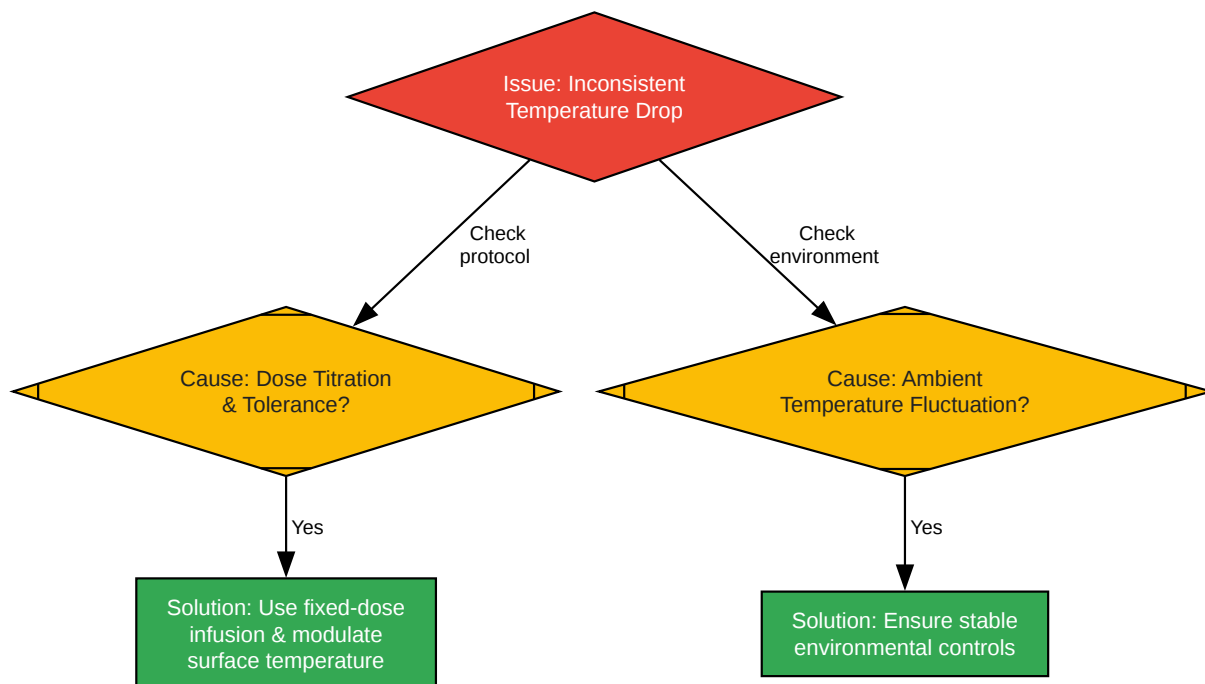 Issue: Inconsistent
Temperature Drop
Check
protocol
Check
environment
Cause: Dose Titration
& Tolerance?
Cause: Ambient
Temperature Fluctuation?
Yes
Yes
Solution: Use fixed-dose
infusion & modulate
surface temperature
Solution: Ensure stable
environmental controls